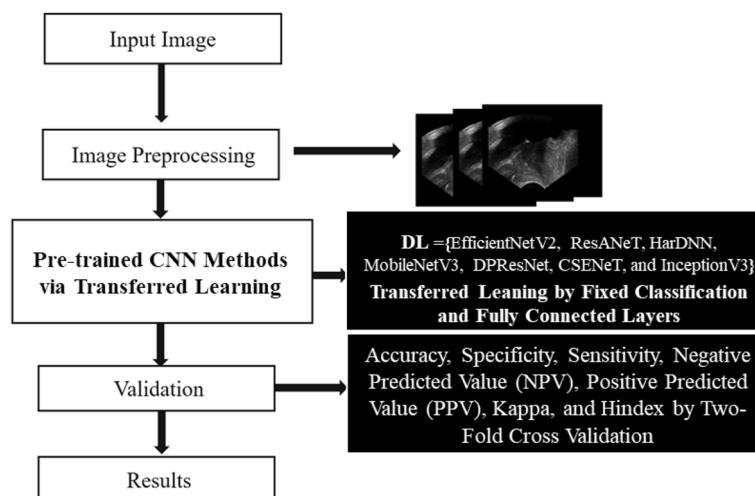 Input Image
Image Preprocessing
Pre-trained CNN Methods
via Transferred Learning
DL ={EfficientNetV2, ResANeT, HarDNN,
MobileNetV3, DPResNet, CSENeT, and InceptionV3}
Transferred Leaning by Fixed Classification
and Fully Connected Layers
Validation
Accuracy, Specificity, Sensitivity, Negative
Predicted Value (NPV), Positive Predicted
Value (PPV), Kappa, and Hindex by Two-
Fold Cross Validation
Results